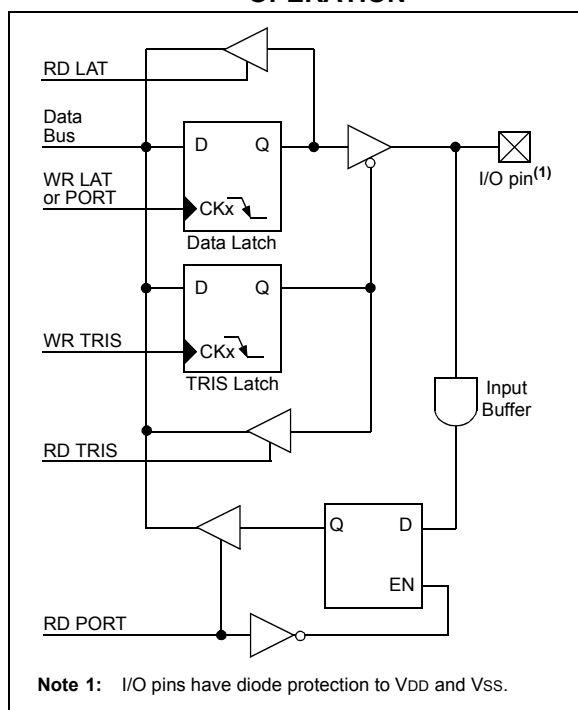 OPERATION
RD LAT
Data
Bus
D Q
I/O pin(1)
WR LAT
or PORT
CKx
Data Latch
D Q
WR TRIS
CKx
TRIS Latch
Input
Buffer
RD TRIS
Q D
EN
RD PORT
Note 1: I/O pins have diode protection to VDD and VSS.